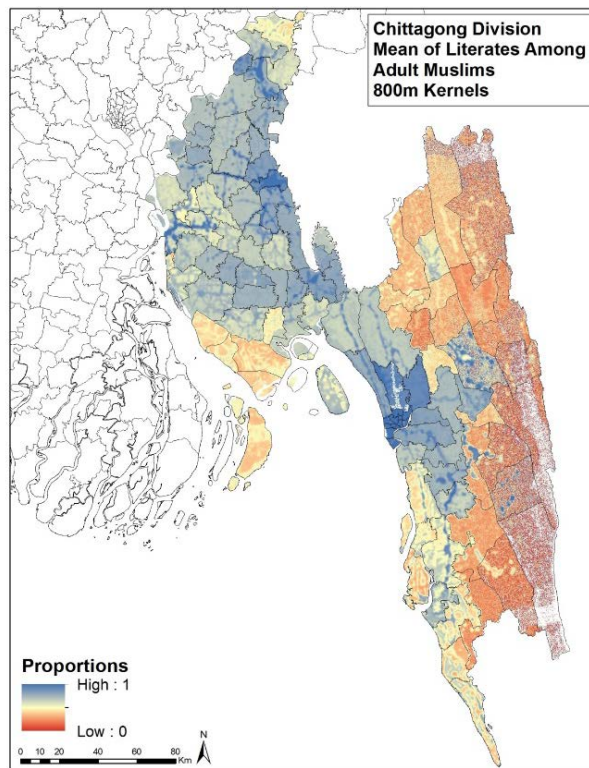 Chittagong Division
Mean of Literates Among
Adult Muslims
800m Kernels
Proportions
High : 1
Low : 0
0 10 20 40 60 80
Km
N